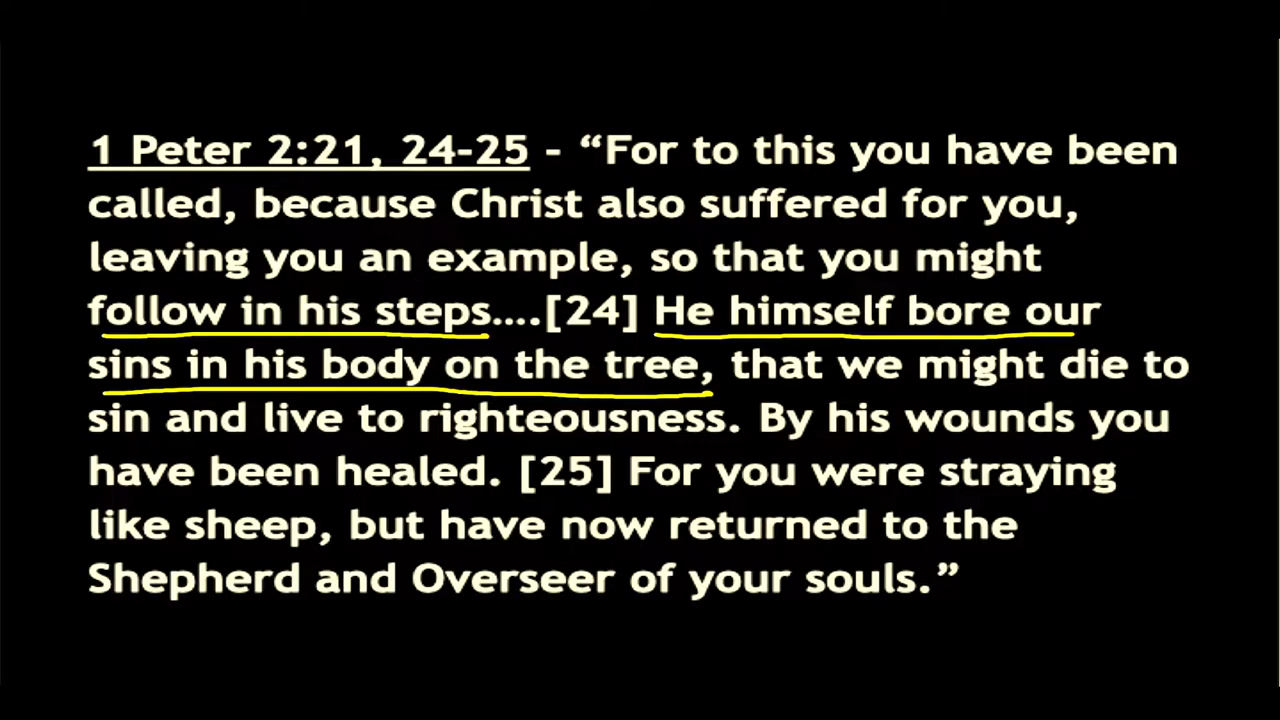 1 Peter 2:21, 24-25 - “For to this you have been
called, because Christ also suffered for you,
leaving you an example, so that you might
follow in his steps....[24] He himself bore our
sins in his body on the tree, that we might die to
sin and live to righteousness. By his wounds you
have been healed. [25] For you were straying
like sheep, but have now returned to the
Shepherd and Overseer of your souls.”